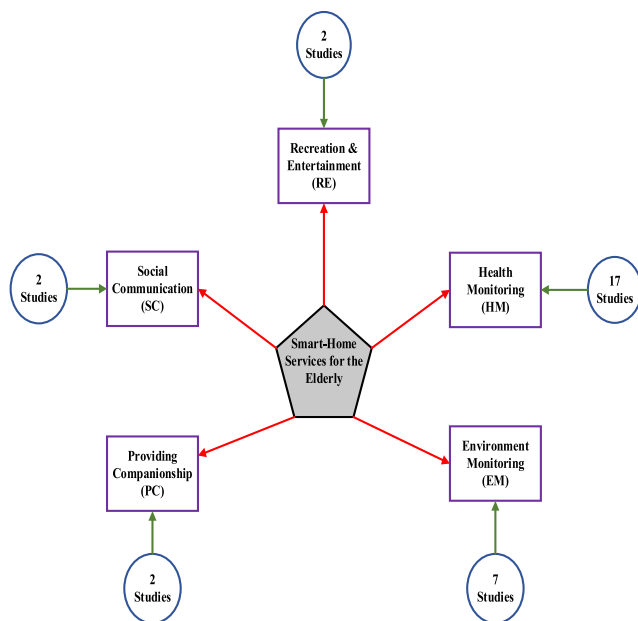 2
Studies
Recreation &
Entertainment
(RE)
2
Studies
Social
Communication
(SC)
Health
Monitoring
(HM)
17
Studies
Smart-Home
Services for the
Elderly
Providing
Companionship
(PC)
Environment
Monitoring
(EM)
2
Studies
7
Studies